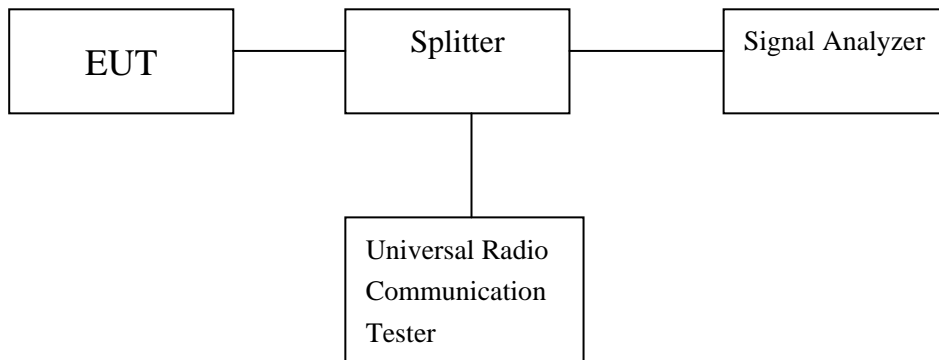 EUT
Splitter
Signal Analyzer
Universal Radio
Communication
Tester